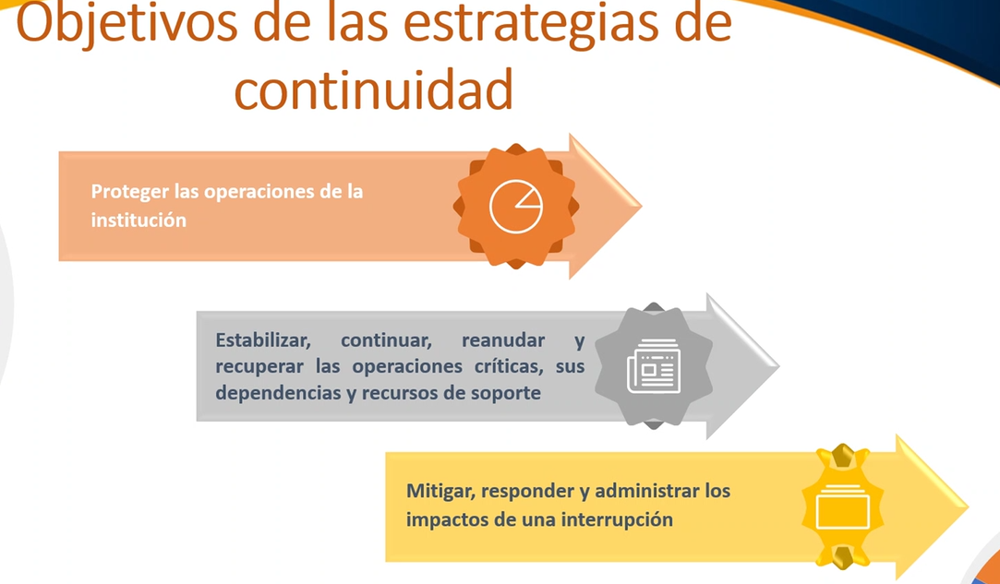 Objetivos de las estrategias de
continuidad
Proteger las operaciones de la
institución
Estabilizar, continuar, reanudar y
recuperar las operaciones críticas, sus
dependencias y recursos de soporte
Mitigar, responder y administrar los
impactos de una interrupción